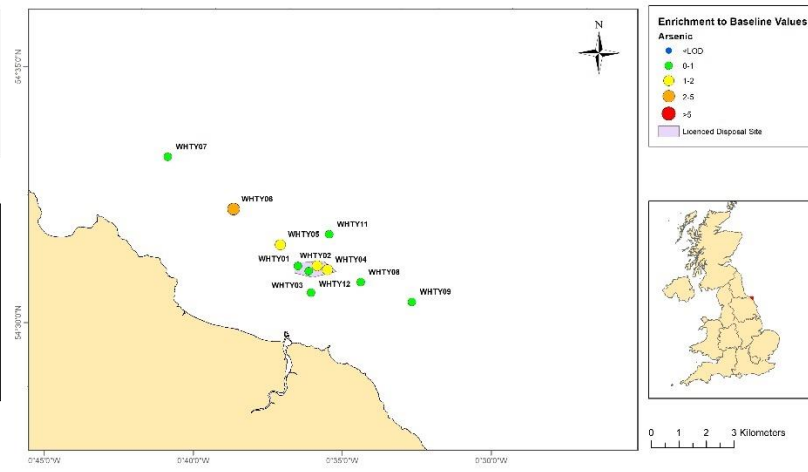 N
54°35'0"N
WHTY07
WHTY06
WHTY05
WHTY11
WHTY01
WHTY02
WHTY04
WHTY08
WHTY03
WHTY12
WHTY09
54°30'0"N
0°45'0"W
0°40'0"W
0°35'0"W
0°30'0"W
Enrichment to Baseline Values
Arsenic
<LOD
0-1
1-2
2-5
>5
Licenced Disposal Site
0 1 2 3 Kilometers